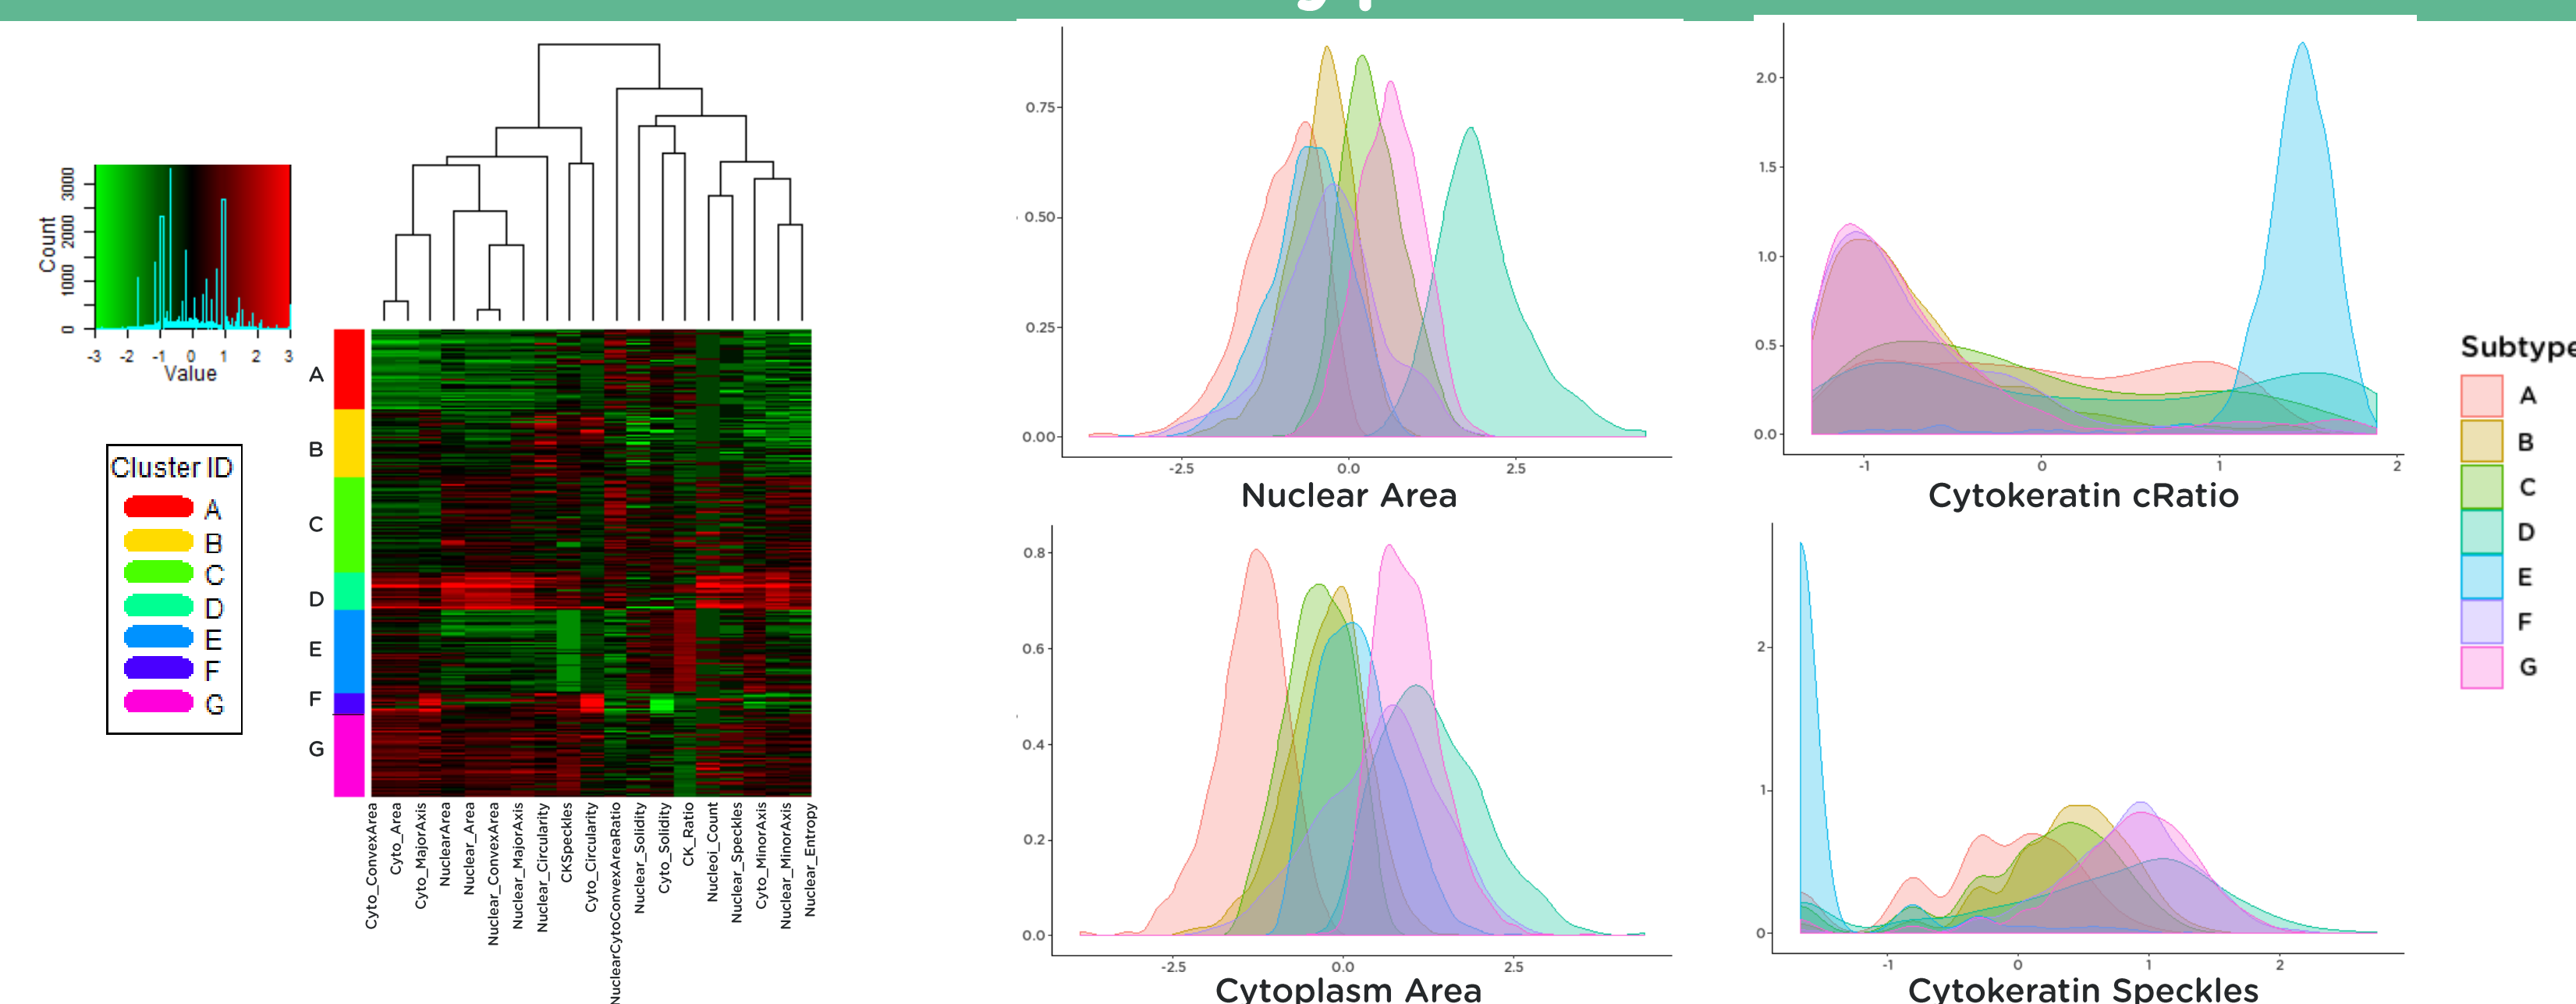 Count
3000
2000
1000
0
-3 -2 -1 0 1 2 3
Value
Cluster ID
A
B
C
D
E
F
G
A
B
C
D
E
F
G
Cyto_ConvexArea
Cyto_Area
Cyto_MajorAxis
NuclearArea
Nuclear_Area
Nuclear_ConvexArea
Nuclear_MajorAxis
Nuclear_Circularity
CKSpeckles
Cyto_Circularity
NuclearCytoConvexAreaRatio
Nuclear_Solidity
Cyto_Solidity
CK_Ratio
Nucleoi_Count
Nuclear_Speckles
Cyto_MinorAxis
Nuclear_MinorAxis
Nuclear_Entropy
0.75
0.50
0.25
0.00
-2.5 0.0 2.5
Nuclear Area
2.0
1.5
1.0
0.5
0.0
-1 0 1 2
Cytokeratin cRatio
0.8
0.6
0.4
0.2
0.0
-2.5 0.0 2.5
Cytoplasm Area
2
1
0
-1 0 1 2
Cytokeratin Speckles
Subtype
A
B
C
D
E
F
G